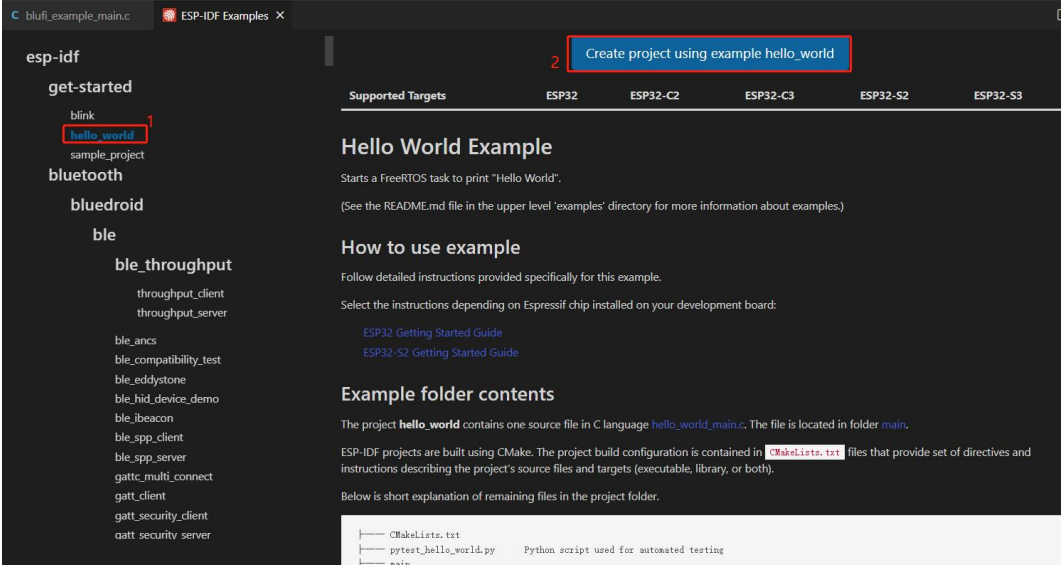 blufi_example_main.c
ESP-IDF Examples
esp-idf
get-started
blink
1
hello_world
sample_project
bluetooth
bluedroid
ble
ble_throughput
throughput_client
throughput_server
ble_ancs
ble_compatibility_test
ble_eddystone
ble_hid_device_demo
ble_ibeacon
ble_spp_client
ble_spp_server
gattc_multi_connect
gatt_client
gatt_security_client
gatt_security_server
2
Create project using example hello_world
Supported Targets ESP32 ESP32-C2 ESP32-C3 ESP32-S2 ESP32-S3
Hello World Example
Starts a FreeRTOS task to print "Hello World".
(See the README.md file in the upper level 'examples' directory for more information about examples.)
How to use example
Follow detailed instructions provided specifically for this example.
Select the instructions depending on Espressif chip installed on your development board:
ESP32 Getting Started Guide
ESP32-S2 Getting Started Guide
Example folder contents
The project hello_world contains one source file in C language hello_world_main.c. The file is located in folder main.
ESP-IDF projects are built using CMake. The project build configuration is contained in CMakeLists.txt files that provide set of directives and
instructions describing the project's source files and targets (executable, library, or both).
Below is short explanation of remaining files in the project folder.
├── CMakeLists.txt
├── pytest_hello_world.py Python script used for automated testing
├── main